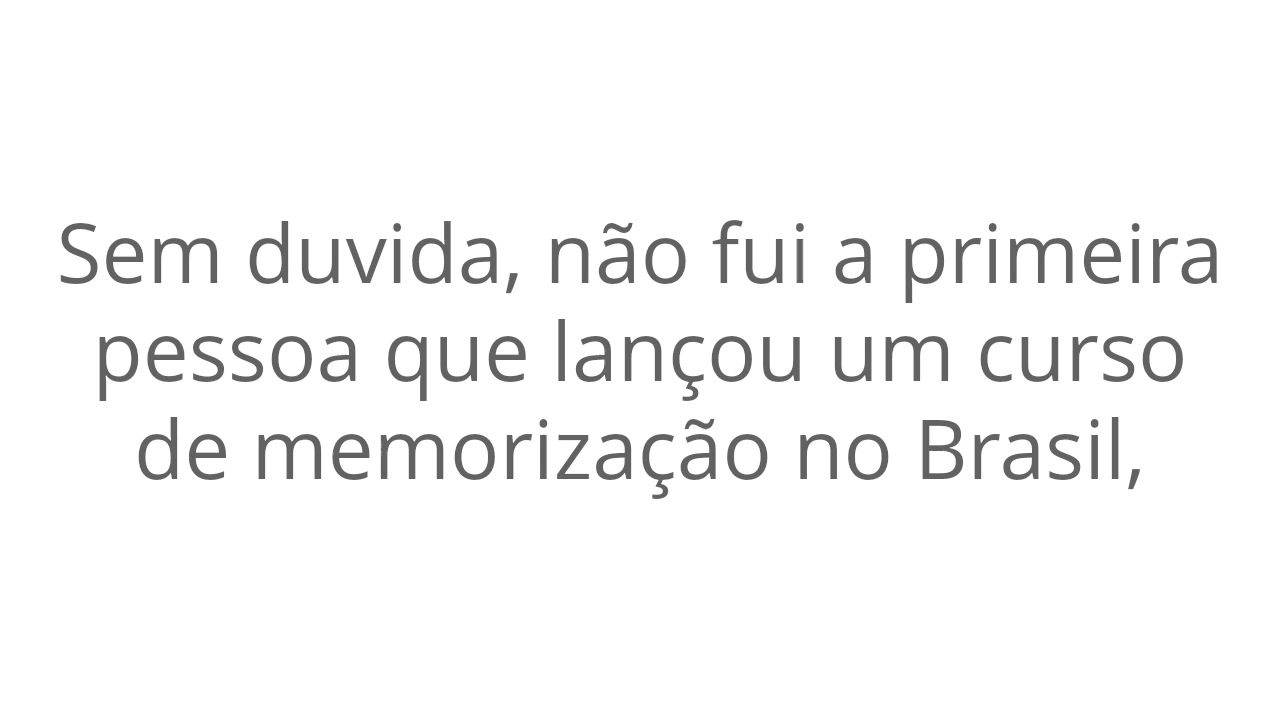 Sem duvida, não fui a primeira
pessoa que lançou um curso
de memorização no Brasil,